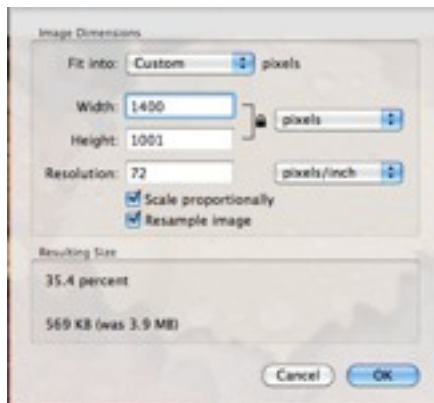 Image Dimensions
Fit into: Custom pixels
Width: 1400
pixels
Height: 1001
Resolution: 72 pixels/inch
Scale proportionally
Resample image
Resulting Size
35.4 percent
569 KB (was 3.9 MB)
Cancel OK